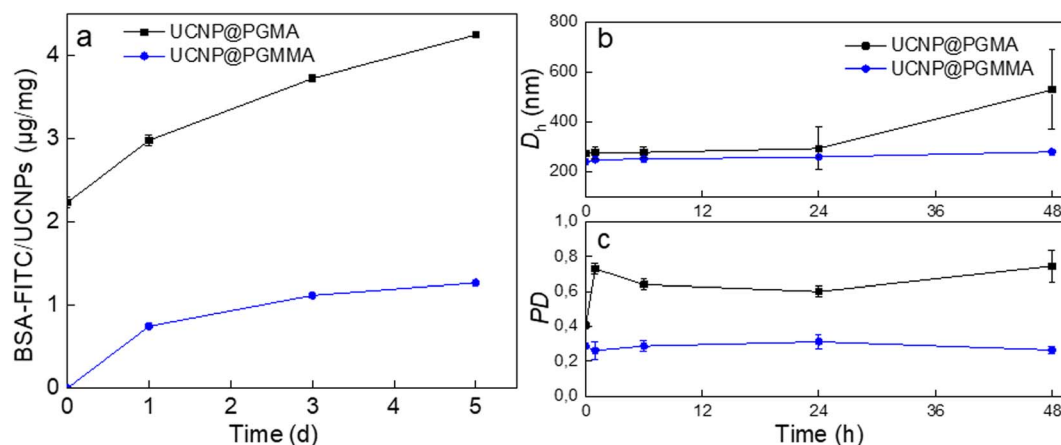 a
UCNP@PGMA
UCNP@PGMMA
BSA-FITC/UCNPs (µg/mg)
4
3
2
1
0
0 1 2 3 4 5
Time (d)
b
UCNP@PGMA
UCNP@PGMMA
D_h (nm)
800
600
400
200
0 12 24 36 48
c
PD
1,0
0,8
0,6
0,4
0,2
0,0
0 12 24 36 48
Time (h)